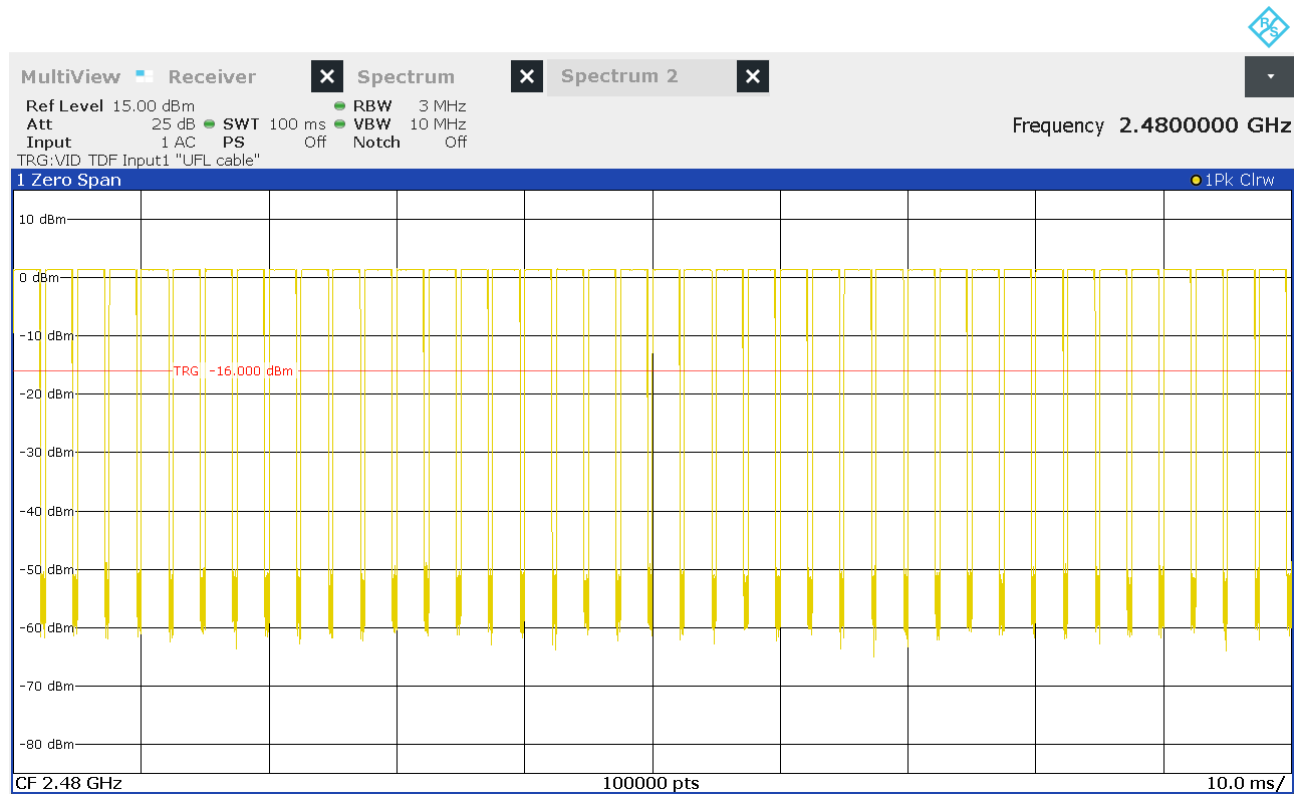 R&S
MultiView Receiver Spectrum Spectrum 2
Ref Level 15.00 dBm RBW 3 MHz
Att 25 dB SWT 100 ms VBW 10 MHz
Frequency 2.4800000 GHz
Input 1 AC PS Off Notch Off
TRG:VID TDF Input1 "UFL cable"
1 Zero Span 1Pk Clrw
10 dBm
0 dBm
-10 dBm
TRG -16.000 dBm
-20 dBm
-30 dBm
-40 dBm
-50 dBm
-60 dBm
-70 dBm
-80 dBm
CF 2.48 GHz 100000 pts 10.0 ms/